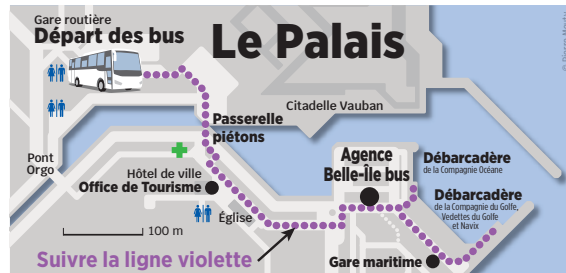 Gare routière
Départ des bus
Le Palais
Citadelle Vauban
Passerelle
piétons
Pont
Orgo
Hôtel de ville
Office de Tourisme
Église
Agence
Belle-Île bus
Débarcadère
de la Compagnie Océane
Débarcadère
de la Compagnie du Golfe,
Vedettes du Golfe
et Navix
100 m
Suivre la ligne violette
Gare maritime